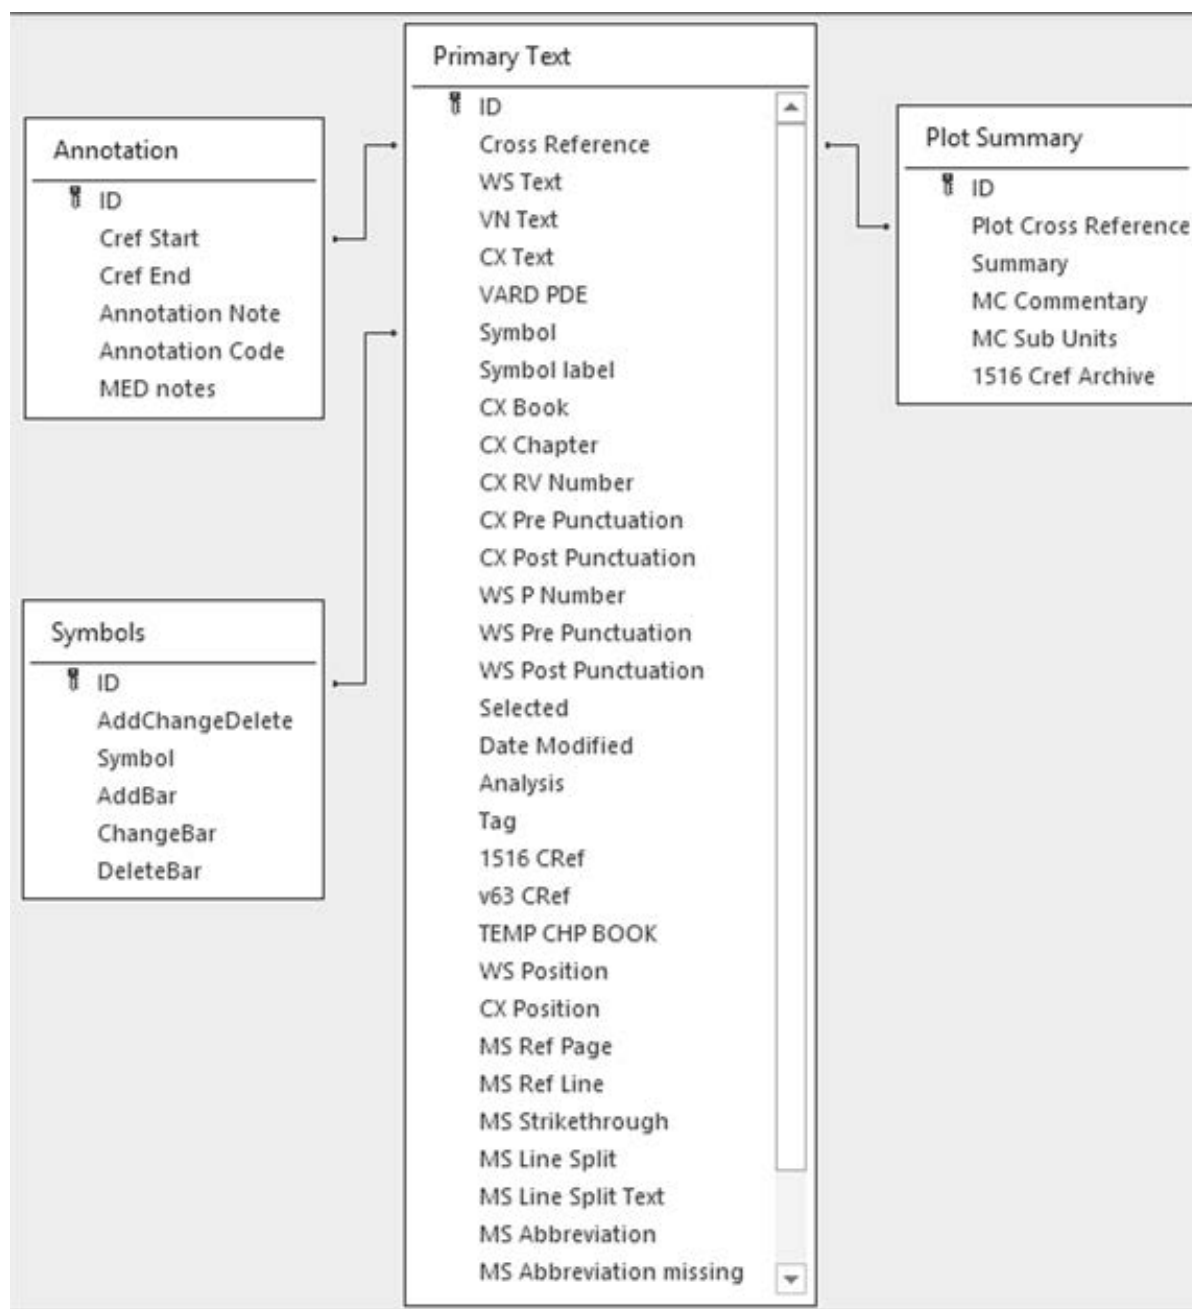 Primary Text
ID
Cross Reference
WS Text
VN Text
CX Text
VARD PDE
Symbol
Symbol label
CX Book
CX Chapter
CX RV Number
CX Pre Punctuation
CX Post Punctuation
WS P Number
WS Pre Punctuation
WS Post Punctuation
Selected
Date Modified
Analysis
Tag
1516 CRef
v63 CRef
TEMP CHP BOOK
WS Position
CX Position
MS Ref Page
MS Ref Line
MS Strikethrough
MS Line Split
MS Line Split Text
MS Abbreviation
MS Abbreviation missing
Annotation
ID
Cref Start
Cref End
Annotation Note
Annotation Code
MED notes
Symbols
ID
AddChangeDelete
Symbol
AddBar
ChangeBar
DeleteBar
Plot Summary
ID
Plot Cross Reference
Summary
MC Commentary
MC Sub Units
1516 Cref Archive